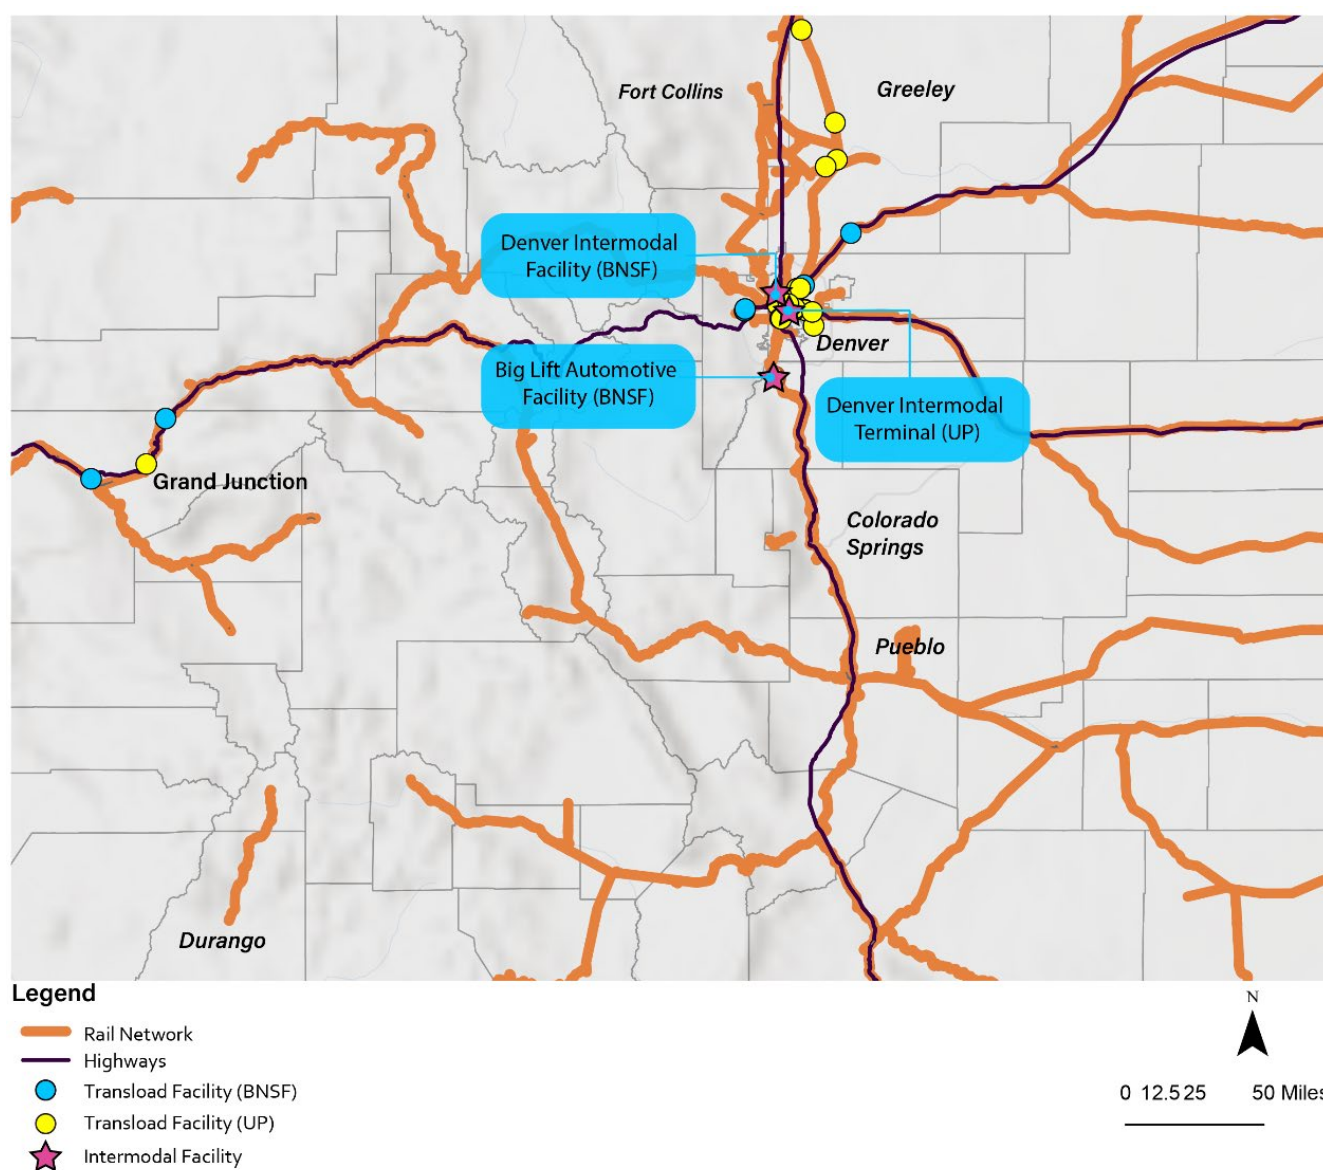 Fort Collins
Greeley
Denver Intermodal
Facility (BNSF)
Denver
Big Lift Automotive
Facility (BNSF)
Denver Intermodal
Terminal (UP)
Grand Junction
Colorado
Springs
Pueblo
Durango
Legend
Rail Network
Highways
Transload Facility (BNSF)
Transload Facility (UP)
Intermodal Facility
N
0 12.5 25 50 Miles